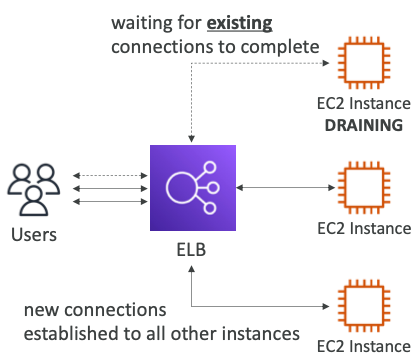 waiting for existing
connections to complete
EC2 Instance
DRAINING
Users
ELB
EC2 Instance
new connections
established to all other instances
EC2 Instance